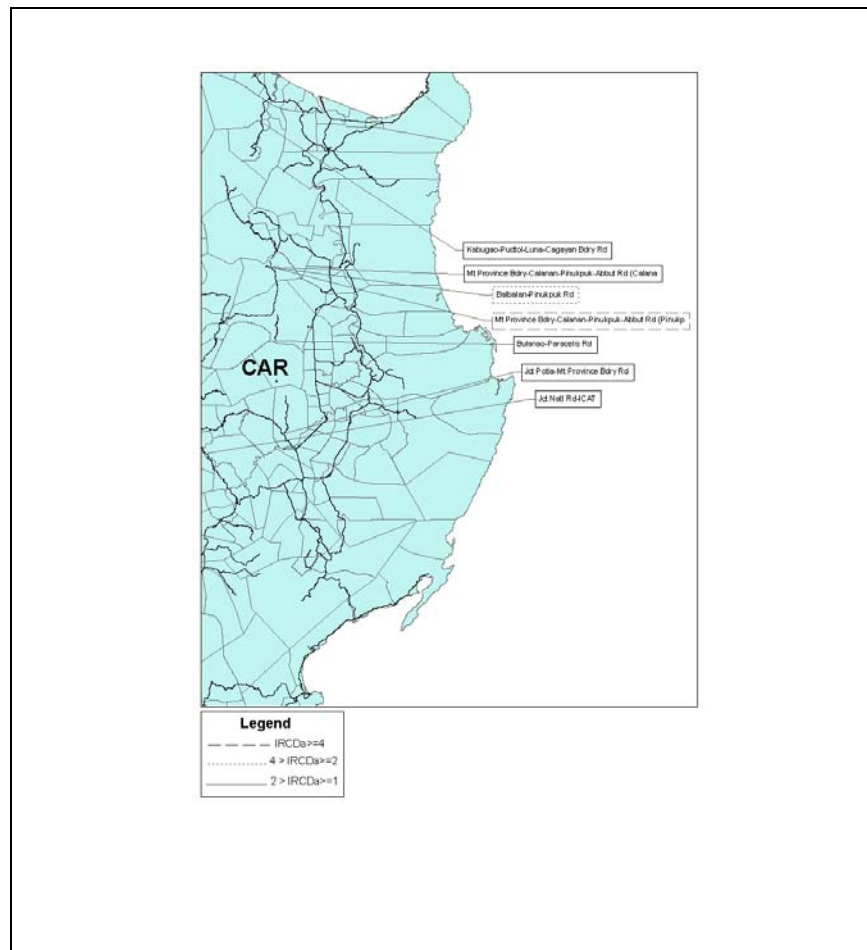 Kabugao-Pudtol-Luna-Cagayan Bdry Rd
Mt Province Bdry-Calanan-Pinukpuk-Abbut Rd (Calana
Balbalan-Pinukpuk Rd
Mt Province Bdry-Calanan-Pinukpuk-Abbut Rd (Pinukp
Bulanao-Paracelis Rd
CAR
Jct Potia-Mt Province Bdry Rd
Jct Natl Rd-ICAT
Legend
IRCDa>=4
4 > IRCDa>=2
2 > IRCDa>=1